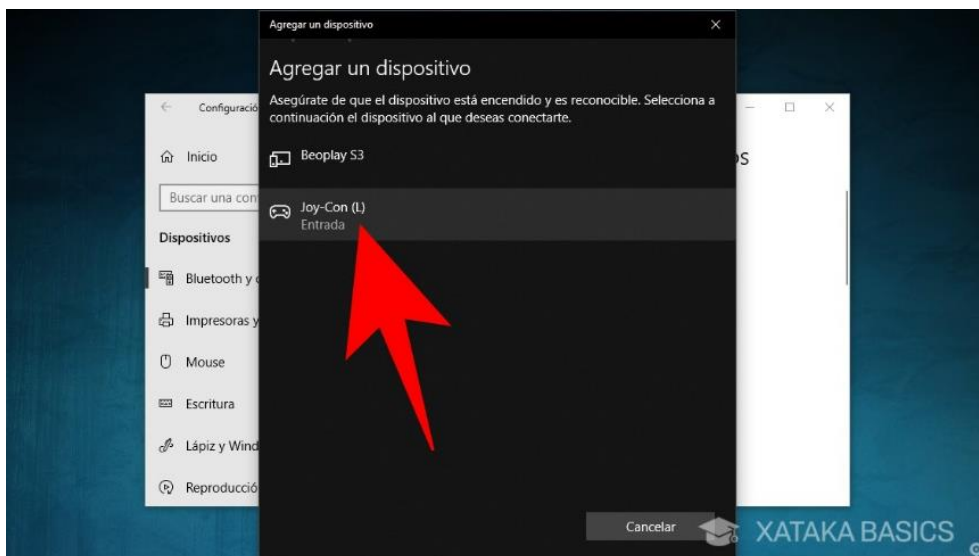 Agregar un dispositivo
Agregar un dispositivo
Asegúrate de que el dispositivo está encendido y es reconocible. Selecciona a
continuación el dispositivo al que deseas conectarte.
Beoplay S3
Joy-Con (L)
Entrada
Cancelar
Configuració
Inicio
Buscar una con
Dispositivos
Bluetooth y
Impresoras y
Mouse
Escritura
Lápiz y Wind
Reproducció
os
XATAKA BASICS